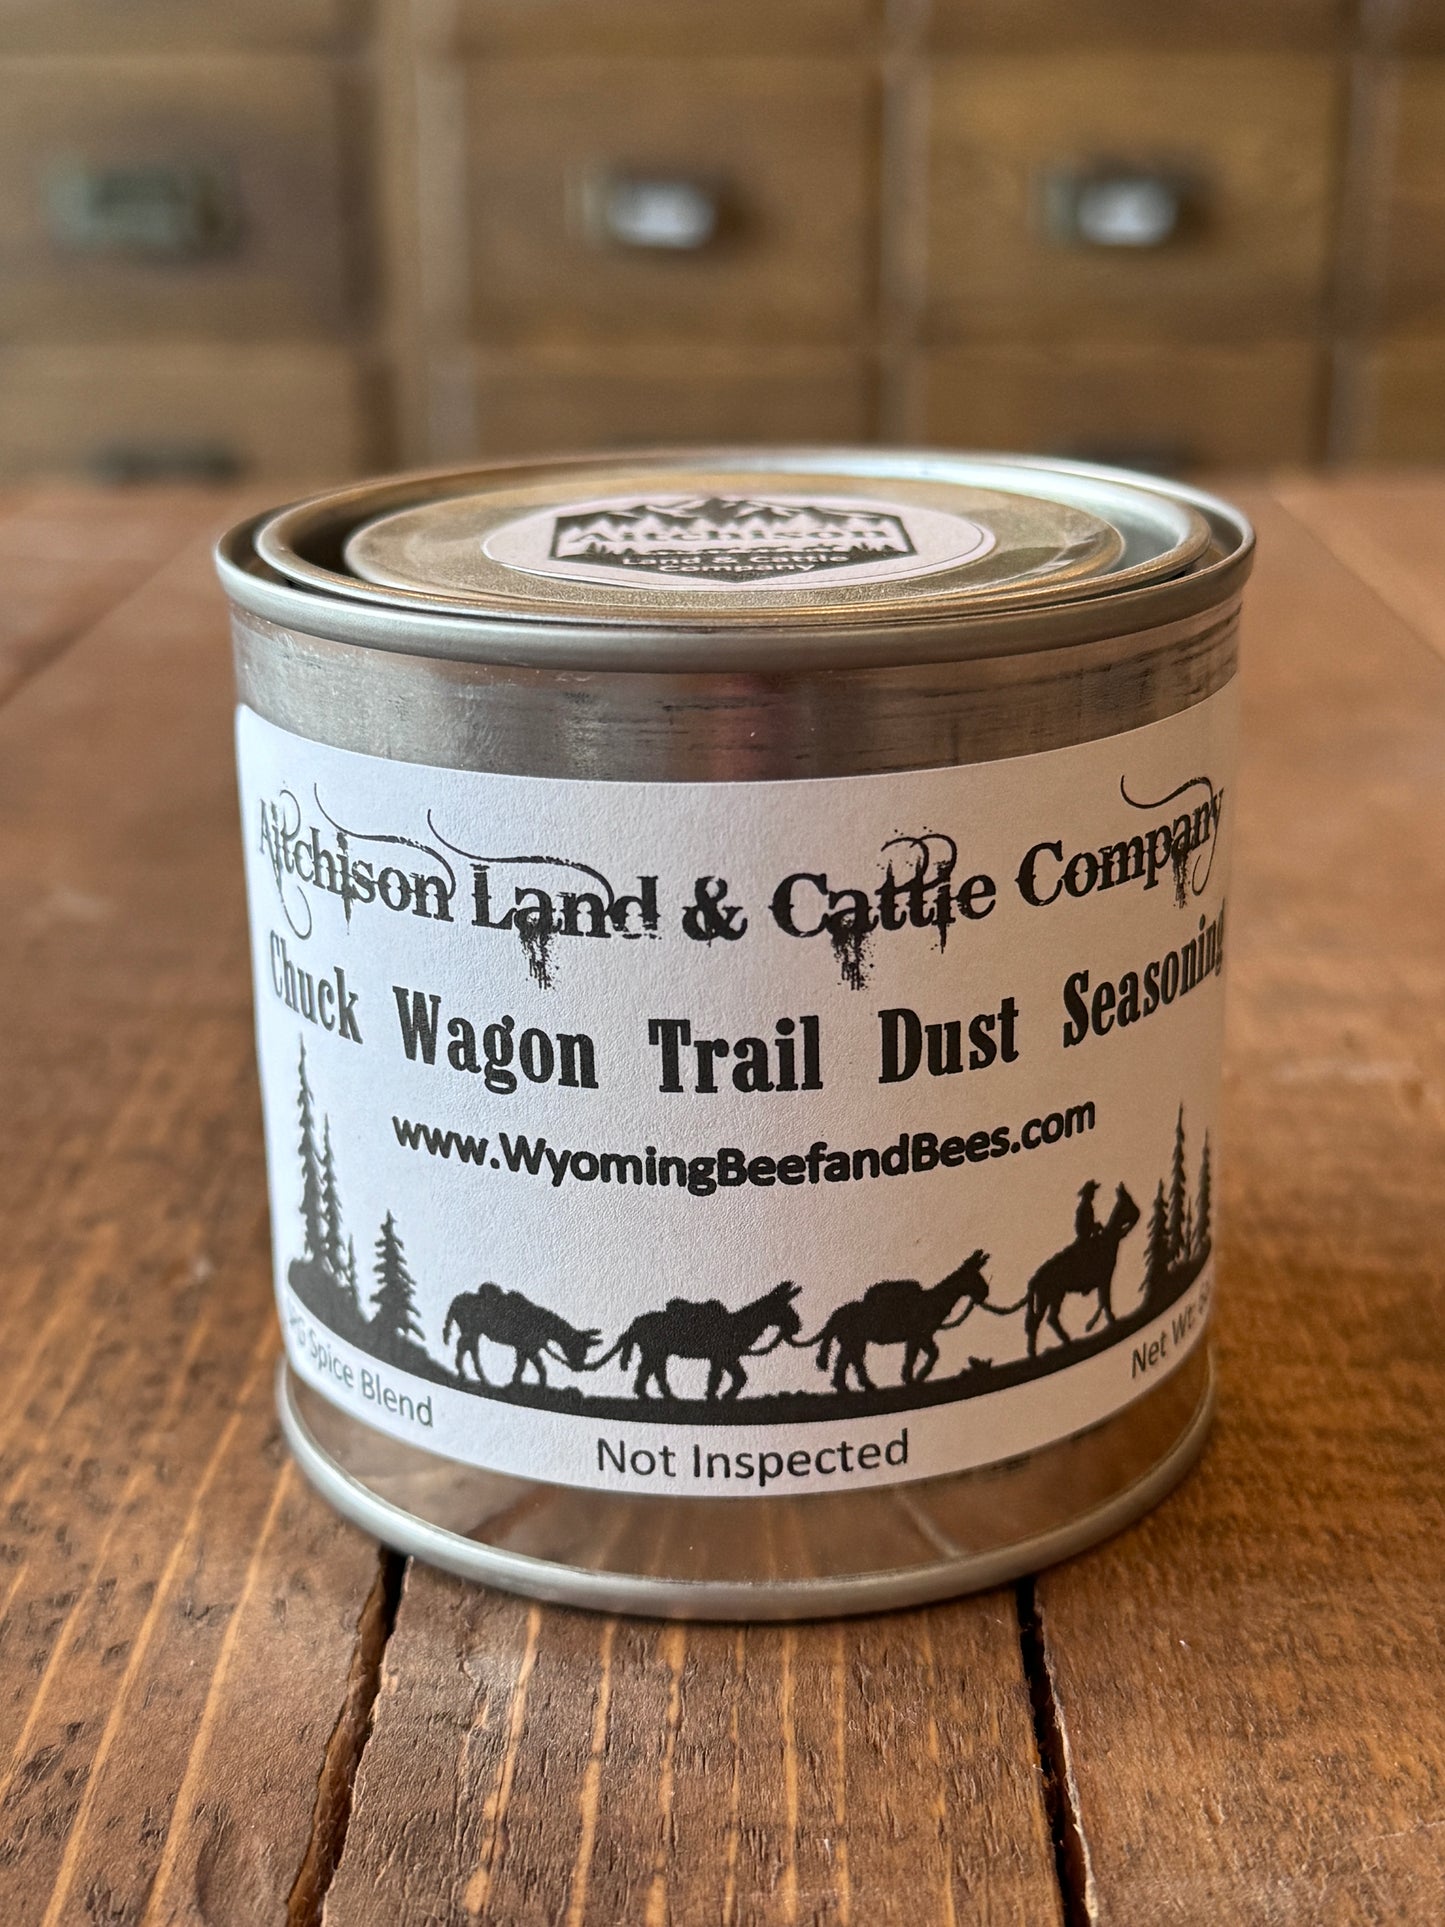 Aitchison
Land & Cattle
Company
Aitchison Land & Cattle Company
Chuck Wagon Trail Dust Seasoning
www.WyomingBeefandBees.com
Spice Blend
Net Wt:
Not Inspected